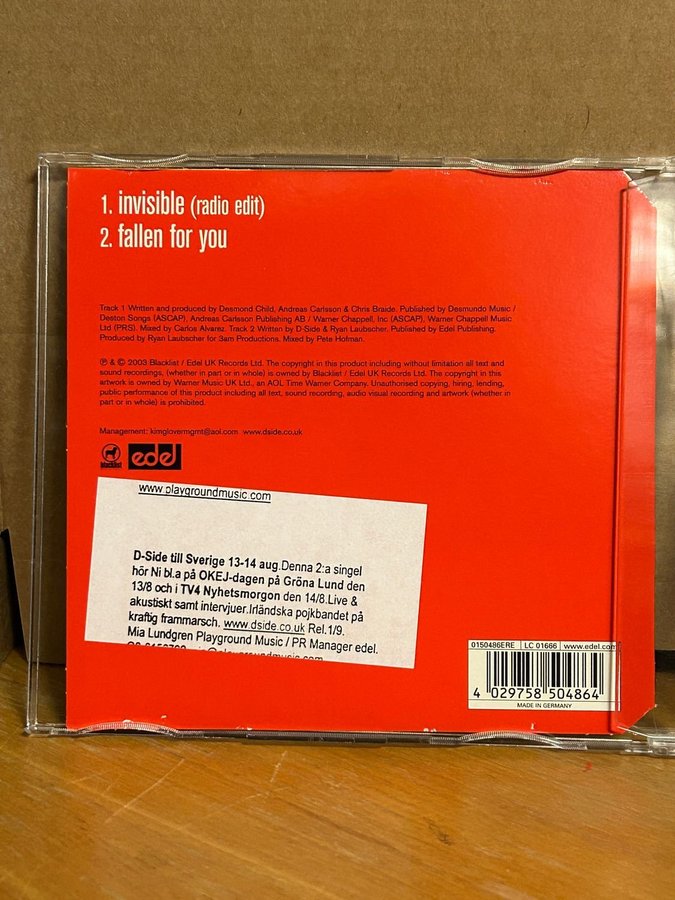 1. invisible (radio edit)
2. fallen for you
Track 1 Written and produced by Desmond Child, Andreas Carlsson & Chris Braide. Published by Desmundo Music /
Deston Songs (ASCAP), Andreas Carlsson Publishing AB / Warner Chappell, Inc (ASCAP), Warner Chappell Music
Ltd (PRS). Mixed by Carlos Alvarez. Track 2 Written by D-Side & Ryan Laubscher. Published by Edel Publishing.
Produced by Ryan Laubscher for 3am Productions. Mixed by Pete Hofman.
℗ & © 2003 Blacklist / Edel UK Records Ltd. The copyright in this product including without limitation all text and
sound recordings, (whether in part or in whole) is owned by Blacklist / Edel UK Records Ltd. The copyright in this
artwork is owned by Warner Music UK Ltd., an AOL Time Warner Company. Unauthorised copying, hiring, lending,
public performance of this product including all text, sound recording, audio visual recording and artwork (whether in
part or in whole) is prohibited.
Management: kimglovermgmt@aol.com www.dside.co.uk
blacklist edel
www.playgroundmusic.com
D-Side till Sverige 13-14 aug.Denna 2:a singel
hör Ni bl.a på OKEJ-dagen på Gröna Lund den
13/8 och i TV4 Nyhetsmorgon den 14/8.Live &
akustiskt samt intervjuer.Irländska pojkbandet på
kraftig frammarsch. www.dside.co.uk Rel.1/9.
Mia Lundgren Playground Music / PR Manager edel.
0150486ERE LC 01666 www.edel.com
4 029758 504864
MADE IN GERMANY